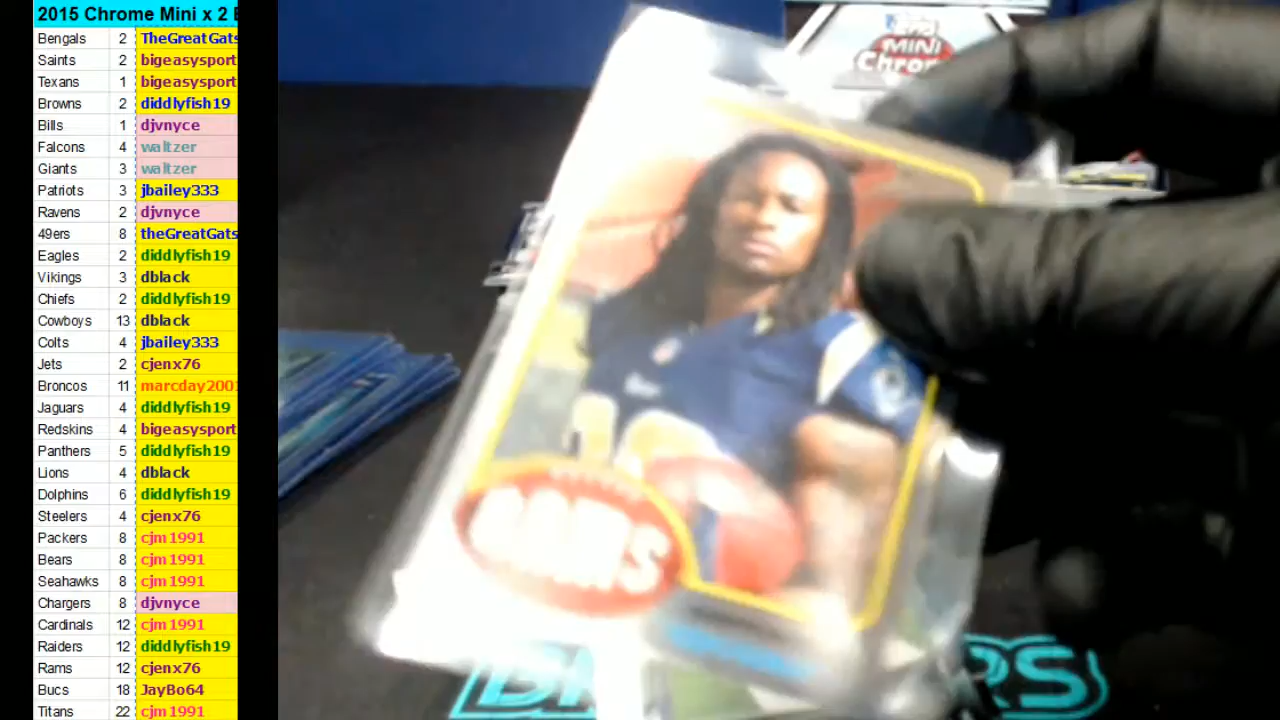 2015 Chrome Mini x 2 B
Bengals 2 TheGreatGats
Saints 2 bigeasysport
Texans 1 bigeasysport
Browns 2 diddlyfish19
Bills 1 djvnyce
Falcons 4 waltzer
Giants 3 waltzer
Patriots 3 jbailey333
Ravens 2 djvnyce
49ers 8 theGreatGats
Eagles 2 diddlyfish19
Vikings 3 dblack
Chiefs 2 diddlyfish19
Cowboys 13 dblack
Colts 4 jbailey333
Jets 2 cjenx76
Broncos 11 marcday2001
Jaguars 4 diddlyfish19
Redskins 4 bigeasysport
Panthers 5 diddlyfish19
Lions 4 dblack
Dolphins 6 diddlyfish19
Steelers 4 cjenx76
Packers 8 cjm1991
Bears 8 cjm1991
Seahawks 8 cjm1991
Chargers 8 djvnyce
Cardinals 12 cjm1991
Raiders 12 diddlyfish19
Rams 12 cjenx76
Bucs 18 JayBo64
Titans 22 cjm1991
MINI
Chrom
RAMS